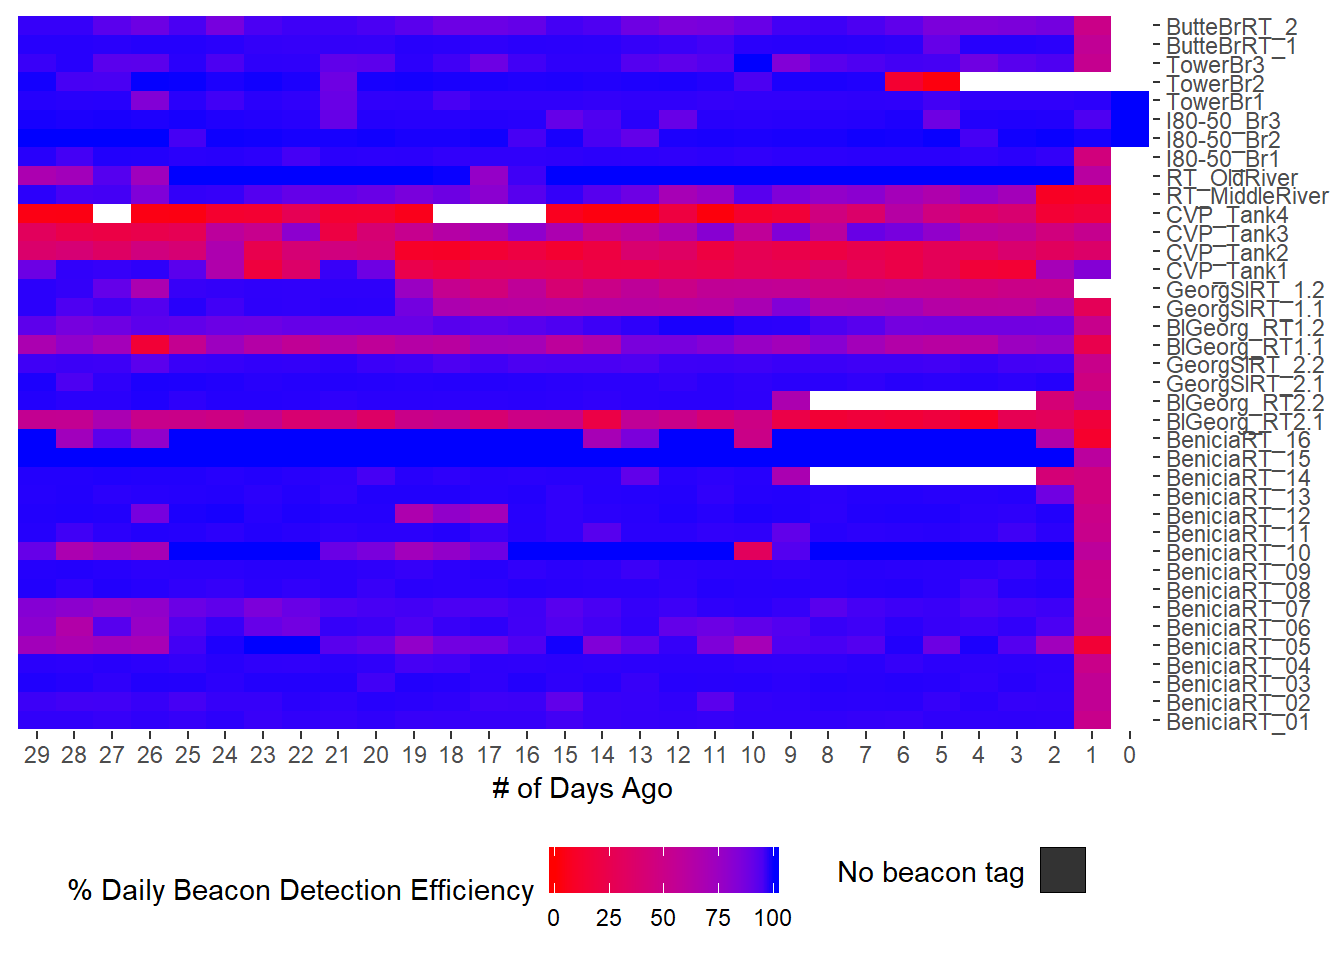 ButteBrRT_2
ButteBrRT_1
TowerBr3
TowerBr2
TowerBr1
I80-50_Br3
I80-50_Br2
I80-50_Br1
RT_OldRiver
RT_MiddleRiver
CVP_Tank4
CVP_Tank3
CVP_Tank2
CVP_Tank1
GeorgSlRT_1.2
GeorgSlRT_1.1
BlGeorg_RT1.2
BlGeorg_RT1.1
GeorgSlRT_2.2
GeorgSlRT_2.1
BlGeorg_RT2.2
BlGeorg_RT2.1
BeniciaRT_16
BeniciaRT_15
BeniciaRT_14
BeniciaRT_13
BeniciaRT_12
BeniciaRT_11
BeniciaRT_10
BeniciaRT_09
BeniciaRT_08
BeniciaRT_07
BeniciaRT_06
BeniciaRT_05
BeniciaRT_04
BeniciaRT_03
BeniciaRT_02
BeniciaRT_01
29 28 27 26 25 24 23 22 21 20 19 18 17 16 15 14 13 12 11 10 9 8 7 6 5 4 3 2 1 0
# of Days Ago
% Daily Beacon Detection Efficiency
0 25 50 75 100
No beacon tag